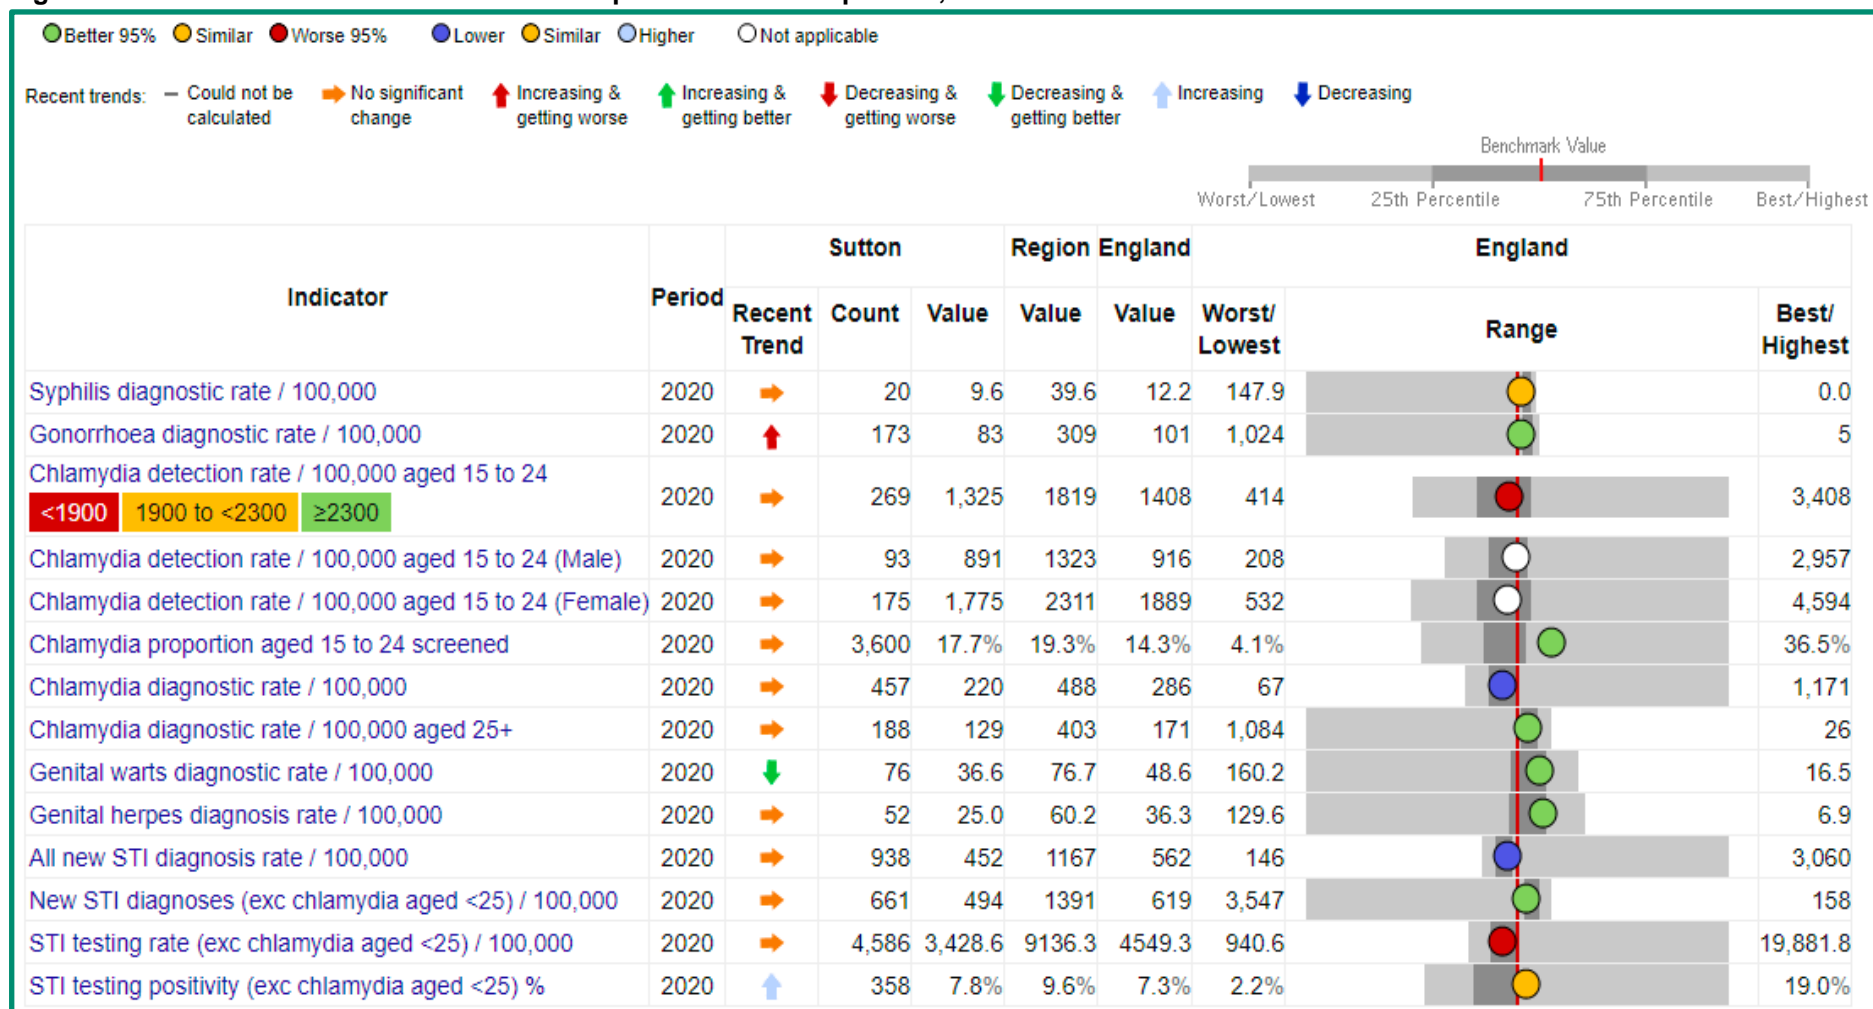 Better 95% Similar Worse 95% Lower Similar Higher Not applicable
Recent trends: – Could not be calculated No significant change Increasing & getting worse Increasing & getting better Decreasing & getting worse Decreasing & getting better Increasing Decreasing
Benchmark Value
Worst/Lowest 25th Percentile 75th Percentile Best/Highest
Sutton Region England England
Indicator Period Recent Trend Count Value Value Value Worst/ Lowest Range Best/ Highest
Syphilis diagnostic rate / 100,000 2020 20 9.6 39.6 12.2 147.9 0.0
Gonorrhoea diagnostic rate / 100,000 2020 173 83 309 101 1,024 5
Chlamydia detection rate / 100,000 aged 15 to 24
<1900 1900 to <2300 ≥2300 2020 269 1,325 1819 1408 414 3,408
Chlamydia detection rate / 100,000 aged 15 to 24 (Male) 2020 93 891 1323 916 208 2,957
Chlamydia detection rate / 100,000 aged 15 to 24 (Female) 2020 175 1,775 2311 1889 532 4,594
Chlamydia proportion aged 15 to 24 screened 2020 3,600 17.7% 19.3% 14.3% 4.1% 36.5%
Chlamydia diagnostic rate / 100,000 2020 457 220 488 286 67 1,171
Chlamydia diagnostic rate / 100,000 aged 25+ 2020 188 129 403 171 1,084 26
Genital warts diagnostic rate / 100,000 2020 76 36.6 76.7 48.6 160.2 16.5
Genital herpes diagnosis rate / 100,000 2020 52 25.0 60.2 36.3 129.6 6.9
All new STI diagnosis rate / 100,000 2020 938 452 1167 562 146 3,060
New STI diagnoses (exc chlamydia aged <25) / 100,000 2020 661 494 1391 619 3,547 158
STI testing rate (exc chlamydia aged <25) / 100,000 2020 4,586 3,428.6 9136.3 4549.3 940.6 19,881.8
STI testing positivity (exc chlamydia aged <25) % 2020 358 7.8% 9.6% 7.3% 2.2% 19.0%